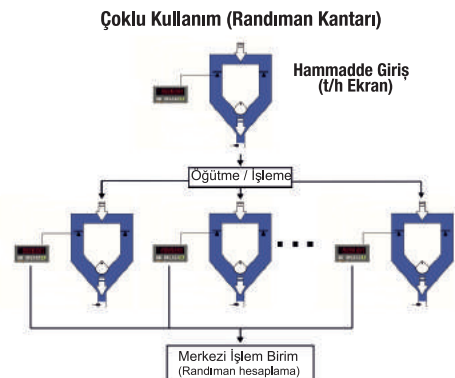 Çoklu Kullanım (Randıman Kantarı)
Hammadde Giriş
(t/h Ekran)
Öğütme / İşleme
Merkezi İşlem Birim
(Randıman hesaplama)